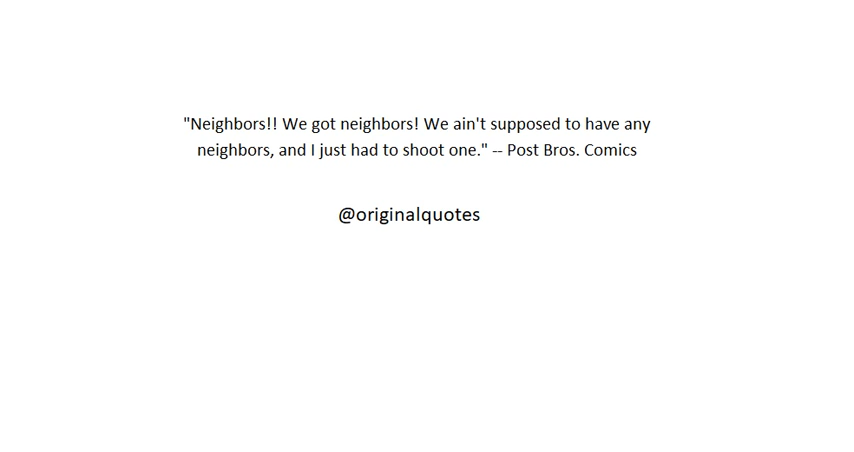 "Neighbors!! We got neighbors! We ain't supposed to have any
neighbors, and I just had to shoot one." -- Post Bros. Comics
@originalquotes